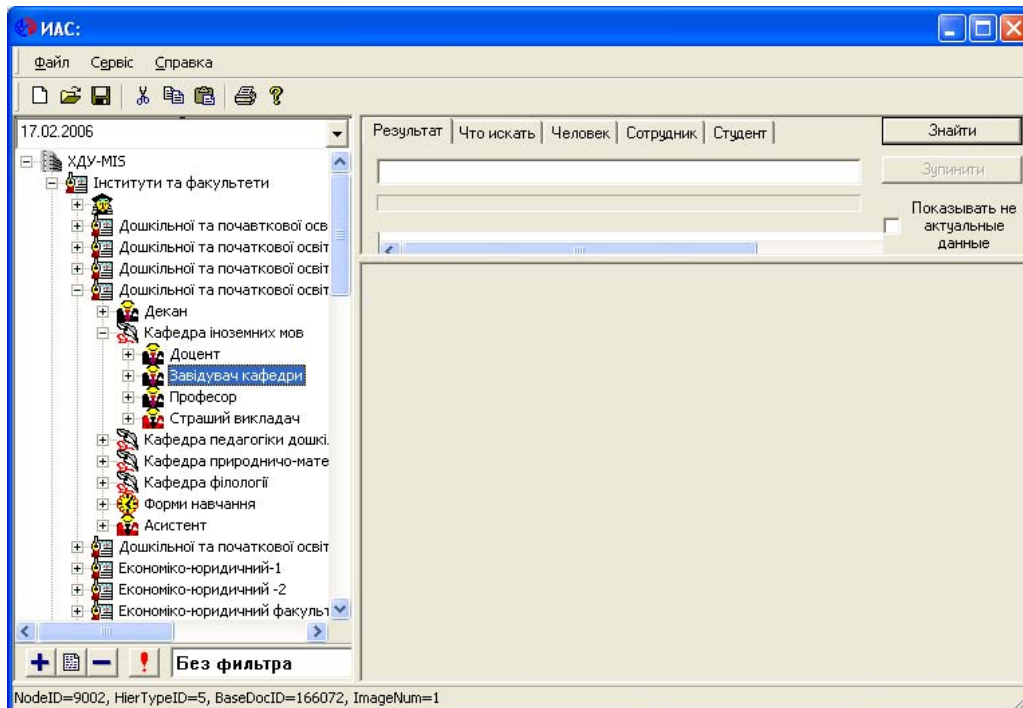 ИАС:
Файл Сервіс Справка
17.02.2006
ХДУ-MIS
Інститути та факультети
Дошкільної та почавткової осв
Дошкільної та початкової освіт
Дошкільної та початкової освіт
Дошкільної та початкової освіт
Декан
Кафедра іноземних мов
Доцент
Завідувач кафедри
Професор
Страший викладач
Кафедра педагогіки дошкі.
Кафедра природничо-мате
Кафедра філології
Форми навчання
Асистент
Дошкільної та початкової освіт
Економіко-юридичний-1
Економіко-юридичний -2
Економіко-юридичний факульт
Без фильтра
Результат Что искать Человек Сотрудник Студент
Знайти
Зупинити
Показывать не
актуальные
данные
NodeID=9002, HierTypeID=5, BaseDocID=166072, ImageNum=1